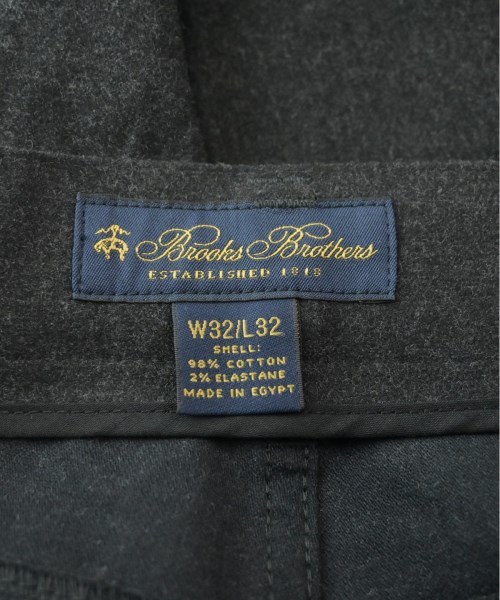 Brooks Brothers
ESTABLISHED 1818
W32/L32
SHELL:
98% COTTON
2% ELASTANE
MADE IN EGYPT